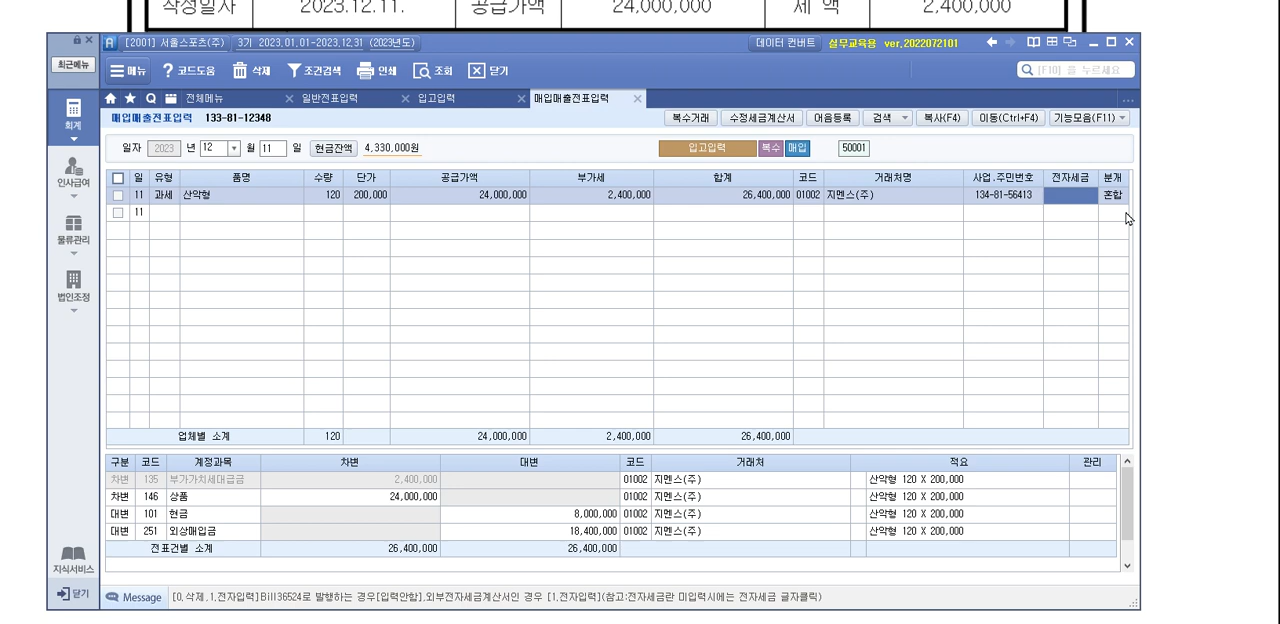 작성일자 2023.12.11. 공급가액 24,000,000 세 액 2,400,000
[2001] 서울스포츠(주) 3기 2023.01.01-2023.12.31 (2023년도) 데이터 컨버트 실무교육용 ver.2022072101
최근메뉴
메뉴 코드도움 삭제 조건검색 인쇄 조회 닫기 [F10] 를 누르세요
전체메뉴 일반전표입력 입고입력 매입매출전표입력
매입매출전표입력 133-81-12348 복수거래 수정세금계산서 어음등록 검색 복사(F4) 이동(Ctrl+F4) 기능모음(F11)
일자 2023 년 12 월 11 일 현금잔액 4,330,000원 입고입력 복수 매입 50001
일 유형 품명 수량 단가 공급가액 부가세 합계 코드 거래처명 사업.주민번호 전자세금 분개
11 과세 산악형 120 200,000 24,000,000 2,400,000 26,400,000 01002 지멘스(주) 134-81-56413 혼합
11
업체별 소계 120 24,000,000 2,400,000 26,400,000
구분 코드 계정과목 차변 대변 코드 거래처 적요 관리
차변 135 부가가치세대급금 2,400,000 01002 지멘스(주) 산악형 120 X 200,000
차변 146 상품 24,000,000 01002 지멘스(주) 산악형 120 X 200,000
대변 101 현금 8,000,000 01002 지멘스(주) 산악형 120 X 200,000
대변 251 외상매입금 18,400,000 01002 지멘스(주) 산악형 120 X 200,000
전표건별 소계 26,400,000 26,400,000
회계
인사급여
물류관리
법인조정
지식서비스
닫기
Message [0.삭제,1.전자입력]Bill36524로 발행하는 경우[입력안함],외부전자세금계산서인 경우 [1.전자입력](참고:전자세금란 미입력시에는 전자세금 글자클릭)